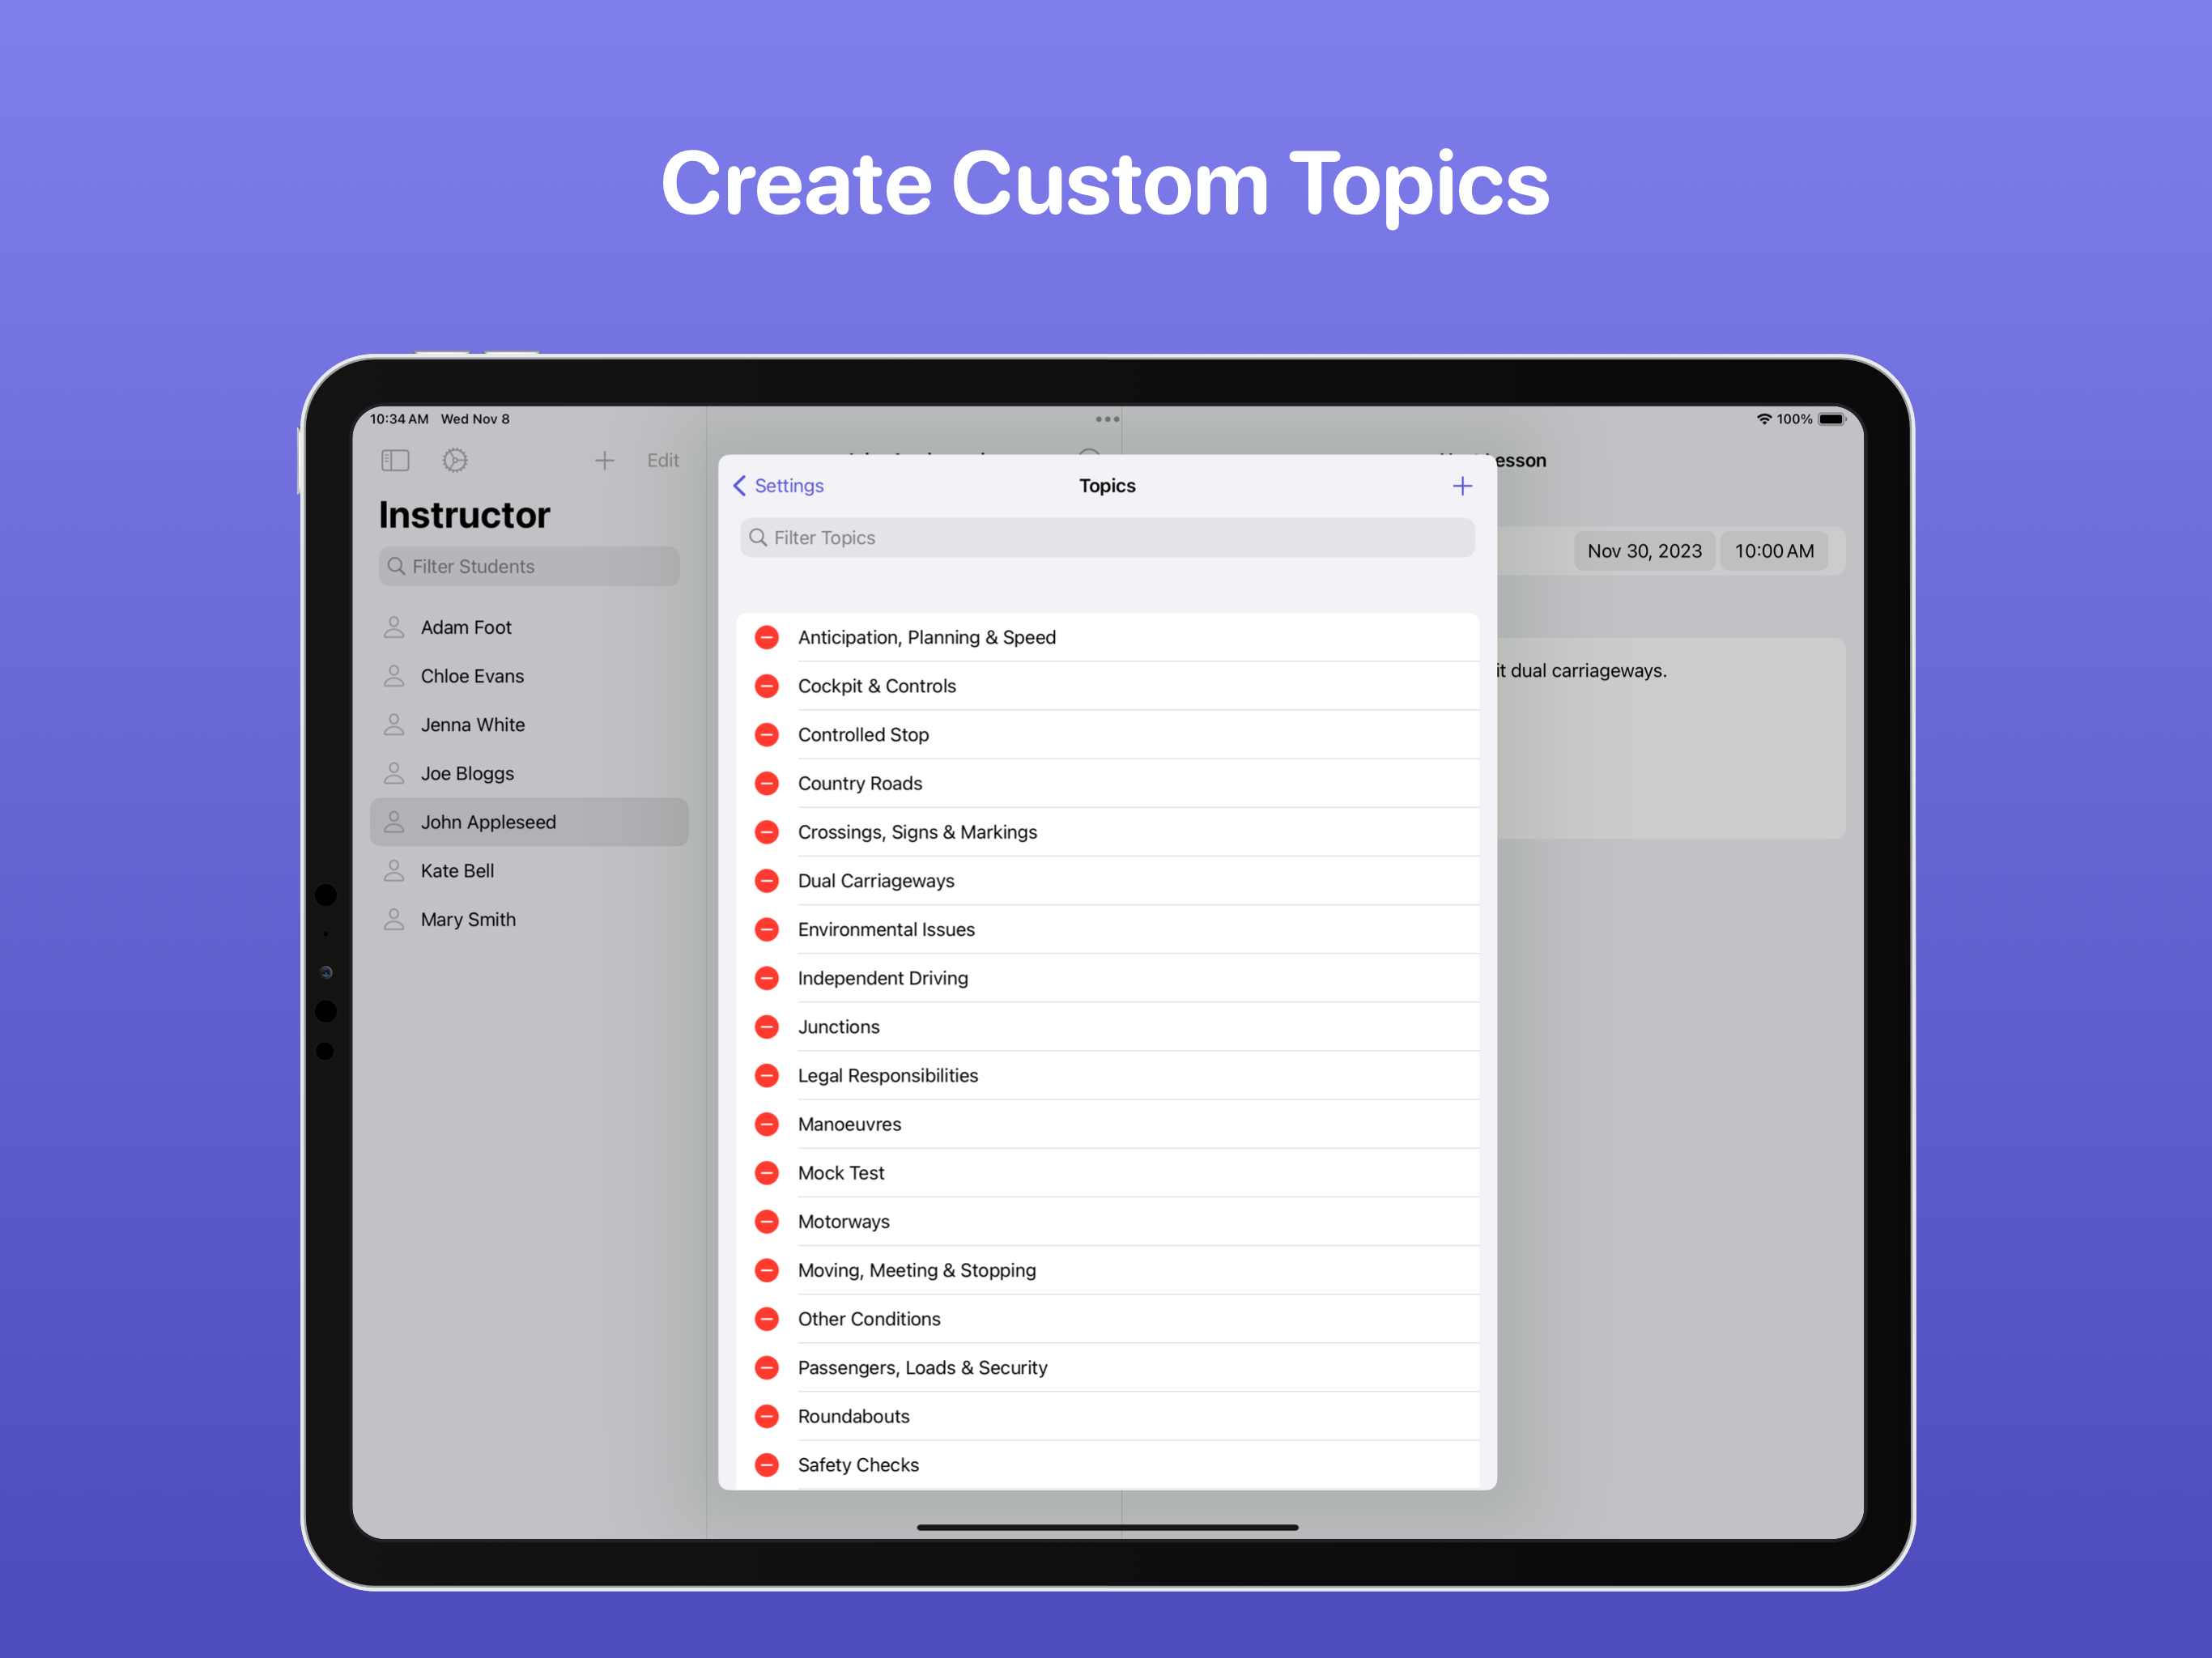 Create Custom Topics
10:34 AM Wed Nov 8
100%
Edit
Instructor
Filter Students
Adam Foot
Chloe Evans
Jenna White
Joe Bloggs
John Appleseed
Kate Bell
Mary Smith
Settings
Topics
Filter Topics
Anticipation, Planning & Speed
Cockpit & Controls
Controlled Stop
Country Roads
Crossings, Signs & Markings
Dual Carriageways
Environmental Issues
Independent Driving
Junctions
Legal Responsibilities
Manoeuvres
Mock Test
Motorways
Moving, Meeting & Stopping
Other Conditions
Passengers, Loads & Security
Roundabouts
Safety Checks
esson
Nov 30, 2023 10:00 AM
it dual carriageways.